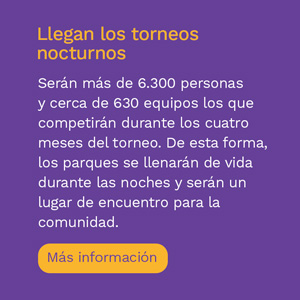 Llegan los torneos
nocturnos
Serán más de 6.300 personas
y cerca de 630 equipos los que
competirán durante los cuatro
meses del torneo. De esta forma,
los parques se llenarán de vida
durante las noches y serán un
lugar de encuentro para la
comunidad.
Más información